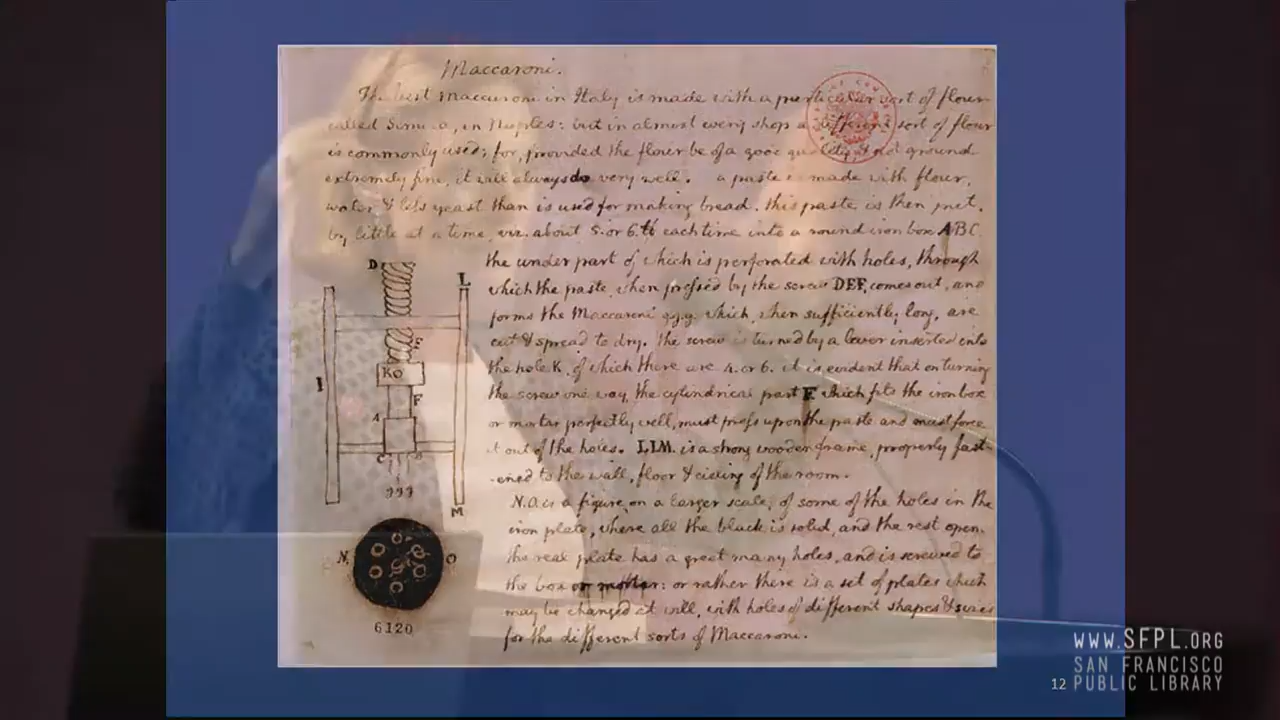 Maccaroni.
The best maccaroni in Italy is made with a particular sort of flour
called Semola, in Naples: but in almost every shop a different sort of flour
is commonly used; for, provided the flour be of a good quality, & not ground
extremely fine, it will always do very well. a paste is made with flour,
water & less yeast than is used for making bread. this paste is then put,
by little at a time, viz. about 5. or 6. ℔ each time into a round iron box ABC.
the under part of which is perforated with holes, through
which the paste, when pressed by the screw DEF, comes out, and
forms the Maccaroni g.g.g. which, when sufficiently long, are
cut & spread to dry. the screw is turned by a lever inserted into
the hole K, of which there are 4. or 6. it is evident that on turning
the screw one way, the cylindrical part F. which fits the iron box
or mortar perfectly well, must press upon the paste and must force
it out of the holes. LLM. is a strong wooden frame, properly fast-
-ened to the wall, floor & cieling of the room.
N.O. is a figure, on a larger scale, of some of the holes in the
iron plate, where all the black is solid, and the rest open.
the real plate has a great many holes, and is screwed to
the box or mortar: or rather there is a set of plates which
may be changed at will, with holes of different shapes & sizes
for the different sorts of Maccaroni.
D
L
I
K
F
A
C
B
ggg
M
N.
O
6120
WWW.SFPL.ORG
SAN FRANCISCO
12 PUBLIC LIBRARY